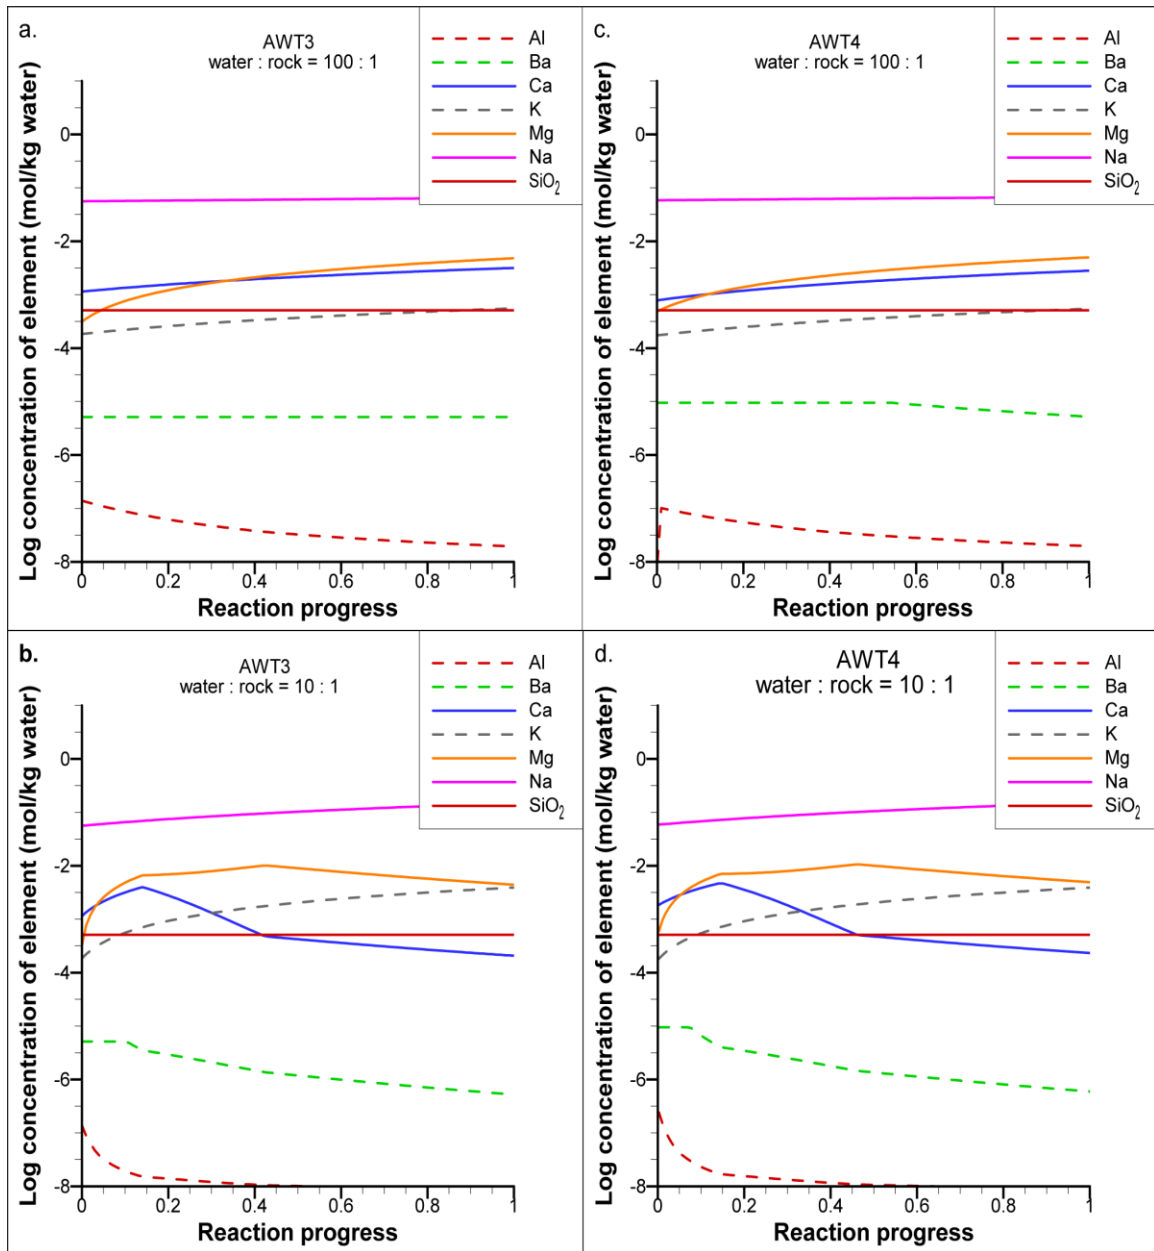 a.
AWT3
water : rock = 100 : 1
Al
Ba
Ca
K
Mg
Na
SiO₂
Log concentration of element (mol/kg water)
0
-2
-4
-6
-8
0 0.2 0.4 0.6 0.8 1
Reaction progress
c.
AWT4
water : rock = 100 : 1
Al
Ba
Ca
K
Mg
Na
SiO₂
Log concentration of element (mol/kg water)
0
-2
-4
-6
-8
0 0.2 0.4 0.6 0.8 1
Reaction progress
b.
AWT3
water : rock = 10 : 1
Al
Ba
Ca
K
Mg
Na
SiO₂
Log concentration of element (mol/kg water)
0
-2
-4
-6
-8
0 0.2 0.4 0.6 0.8 1
Reaction progress
d.
AWT4
water : rock = 10 : 1
Al
Ba
Ca
K
Mg
Na
SiO₂
Log concentration of element (mol/kg water)
0
-2
-4
-6
-8
0 0.2 0.4 0.6 0.8 1
Reaction progress